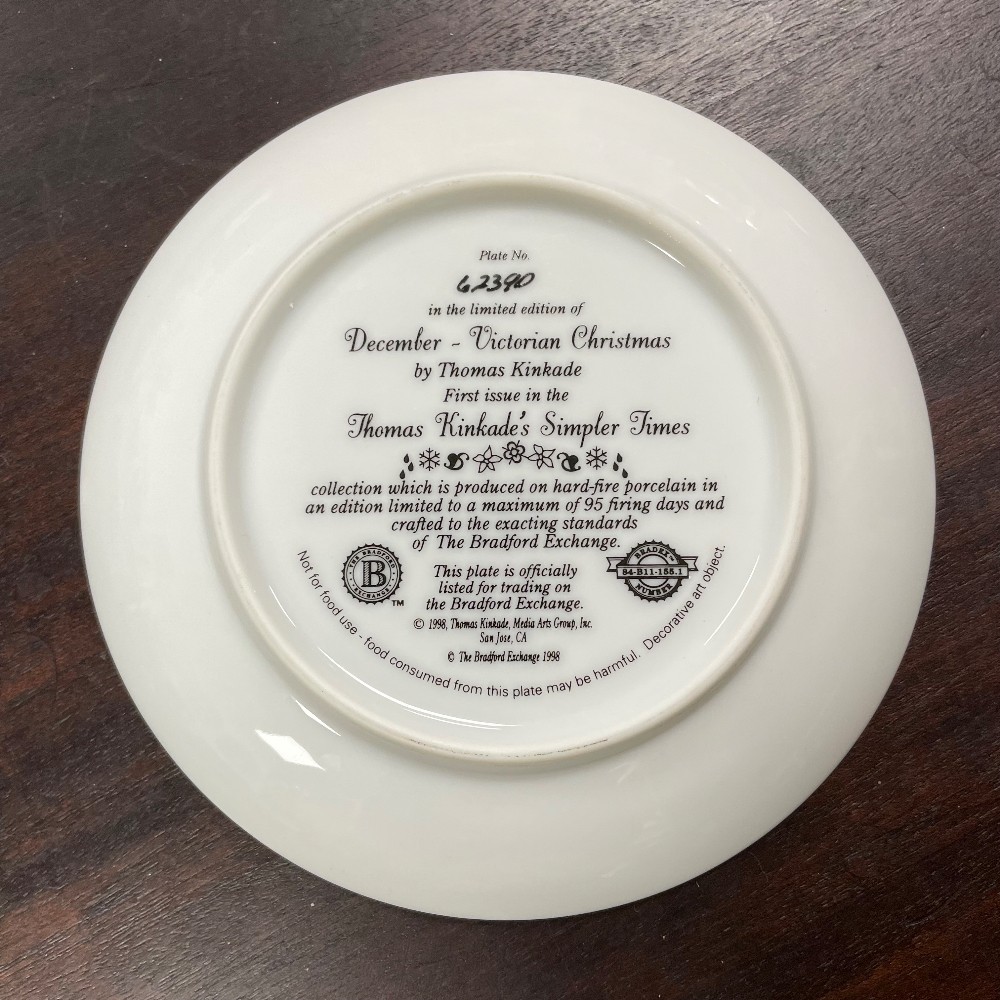 Plate No.
62390
in the limited edition of
December - Victorian Christmas
by Thomas Kinkade
First issue in the
Thomas Kinkade's Simpler Times
collection which is produced on hard-fire porcelain in
an edition limited to a maximum of 95 firing days and
crafted to the exacting standards
of The Bradford Exchange.
THE BRADFORD
B
EXCHANGE
TM
This plate is officially
listed for trading on
the Bradford Exchange.
BRADEX
84-B11-155.1
NUMBER
© 1998, Thomas Kinkade, Media Arts Group, Inc.
San Jose, CA
© The Bradford Exchange 1998
Not for food use - food consumed from this plate may be harmful. Decorative art object.